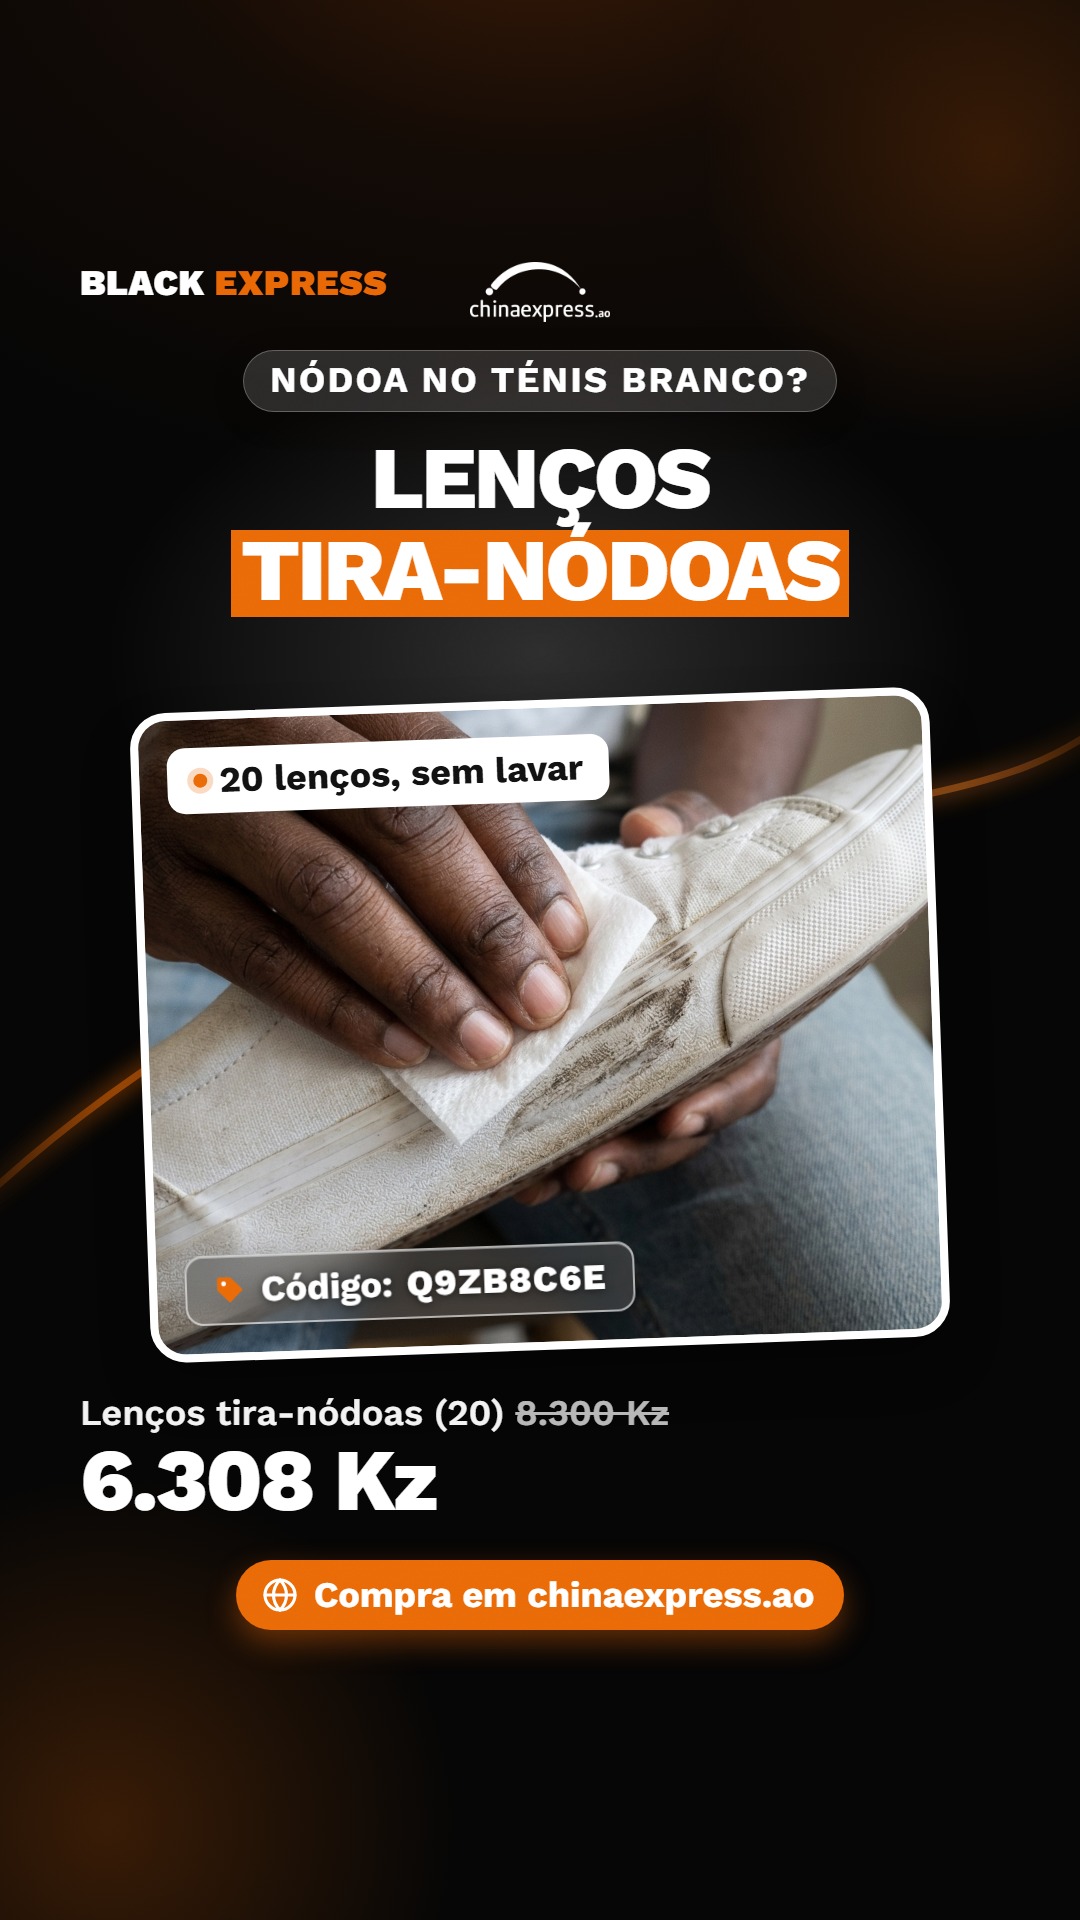 BLACK EXPRESS
chinaexpress.ao
NÓDOA NO TÉNIS BRANCO?
LENÇOS
TIRA-NÓDOAS
20 lenços, sem lavar
Código: Q9ZB8C6E
Lenços tira-nódoas (20) 8.300 Kz
6.308 Kz
Compra em chinaexpress.ao